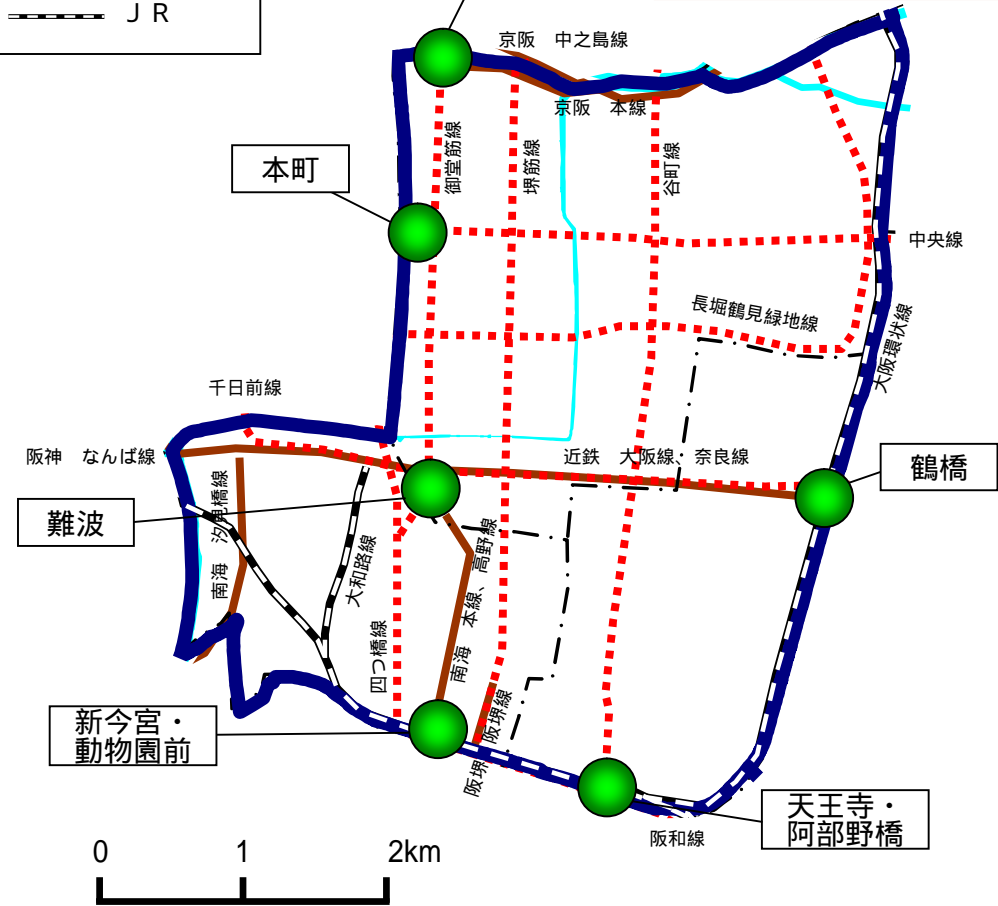 ＪＲ
京阪　中之島線
京阪　本線
御堂筋線
堺筋線
谷町線
本町
中央線
長堀鶴見緑地線
大阪環状線
千日前線
阪神　なんば線
近鉄　大阪線、奈良線
鶴橋
難波
南海　汐見橋線
大和路線
四つ橋線
南海　本線、高野線
阪堺　阪堺線
新今宮・
動物園前
天王寺・
阿部野橋
阪和線
0　1　2km